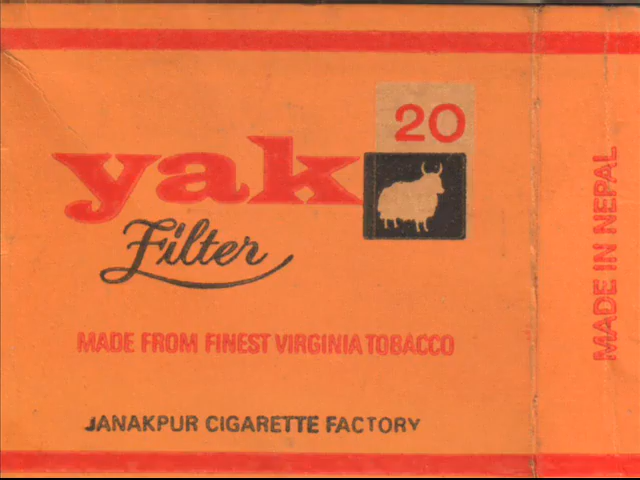 20
yak
Filter
MADE FROM FINEST VIRGINIA TOBACCO
JANAKPUR CIGARETTE FACTORY
MADE IN NEPAL